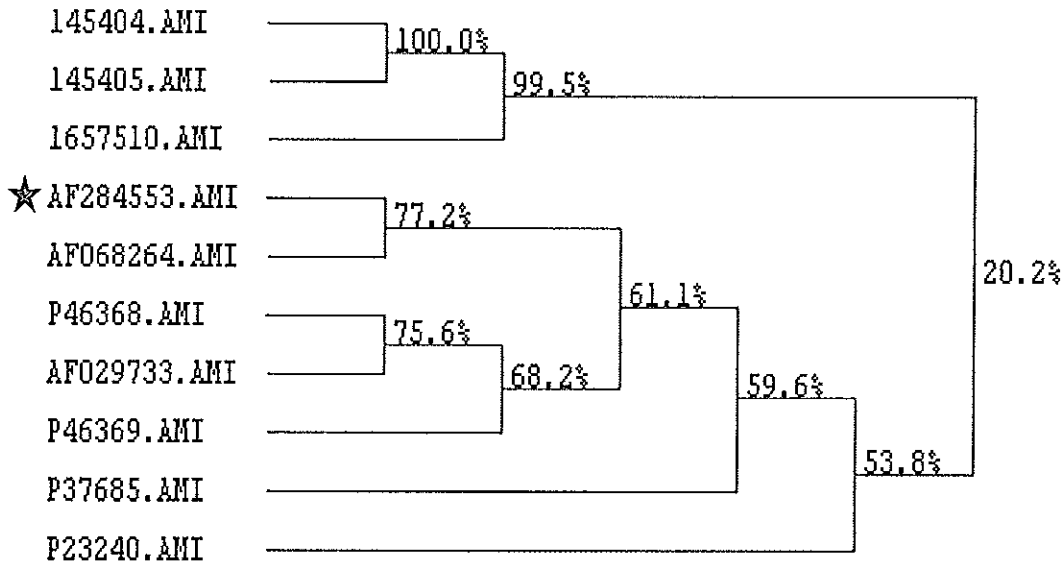 145404.AMI
100.0%
145405.AMI
99.5%
1657510.AMI
AF284553.AMI
77.2%
AF068264.AMI
20.2%
61.1%
P46368.AMI
75.6%
AF029733.AMI
68.2%
59.6%
P46369.AMI
53.8%
P37685.AMI
P23240.AMI